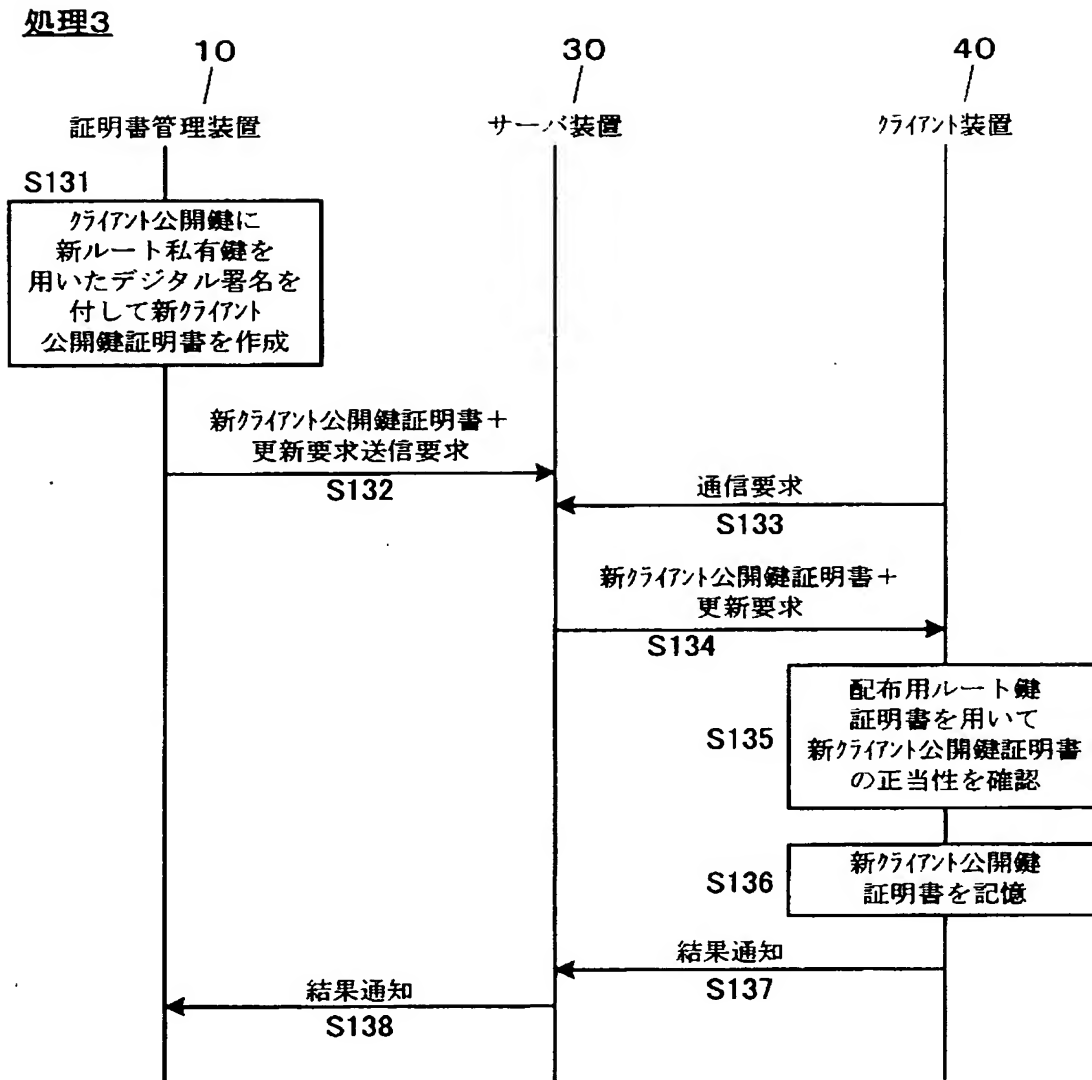 処理3
10
30
40
証明書管理装置
サーバ装置
クライアント装置
S131
クライアント公開鍵に
新ルート私有鍵を
用いたデジタル署名を
付して新クライアント
公開鍵証明書を作成
新クライアント公開鍵証明書+
更新要求送信要求
S132
通信要求
S133
新クライアント公開鍵証明書+
更新要求
S134
S135
配布用ルート鍵
証明書を用いて
新クライアント公開鍵証明書
の正当性を確認
S136
新クライアント公開鍵
証明書を記憶
結果通知
S137
結果通知
S138